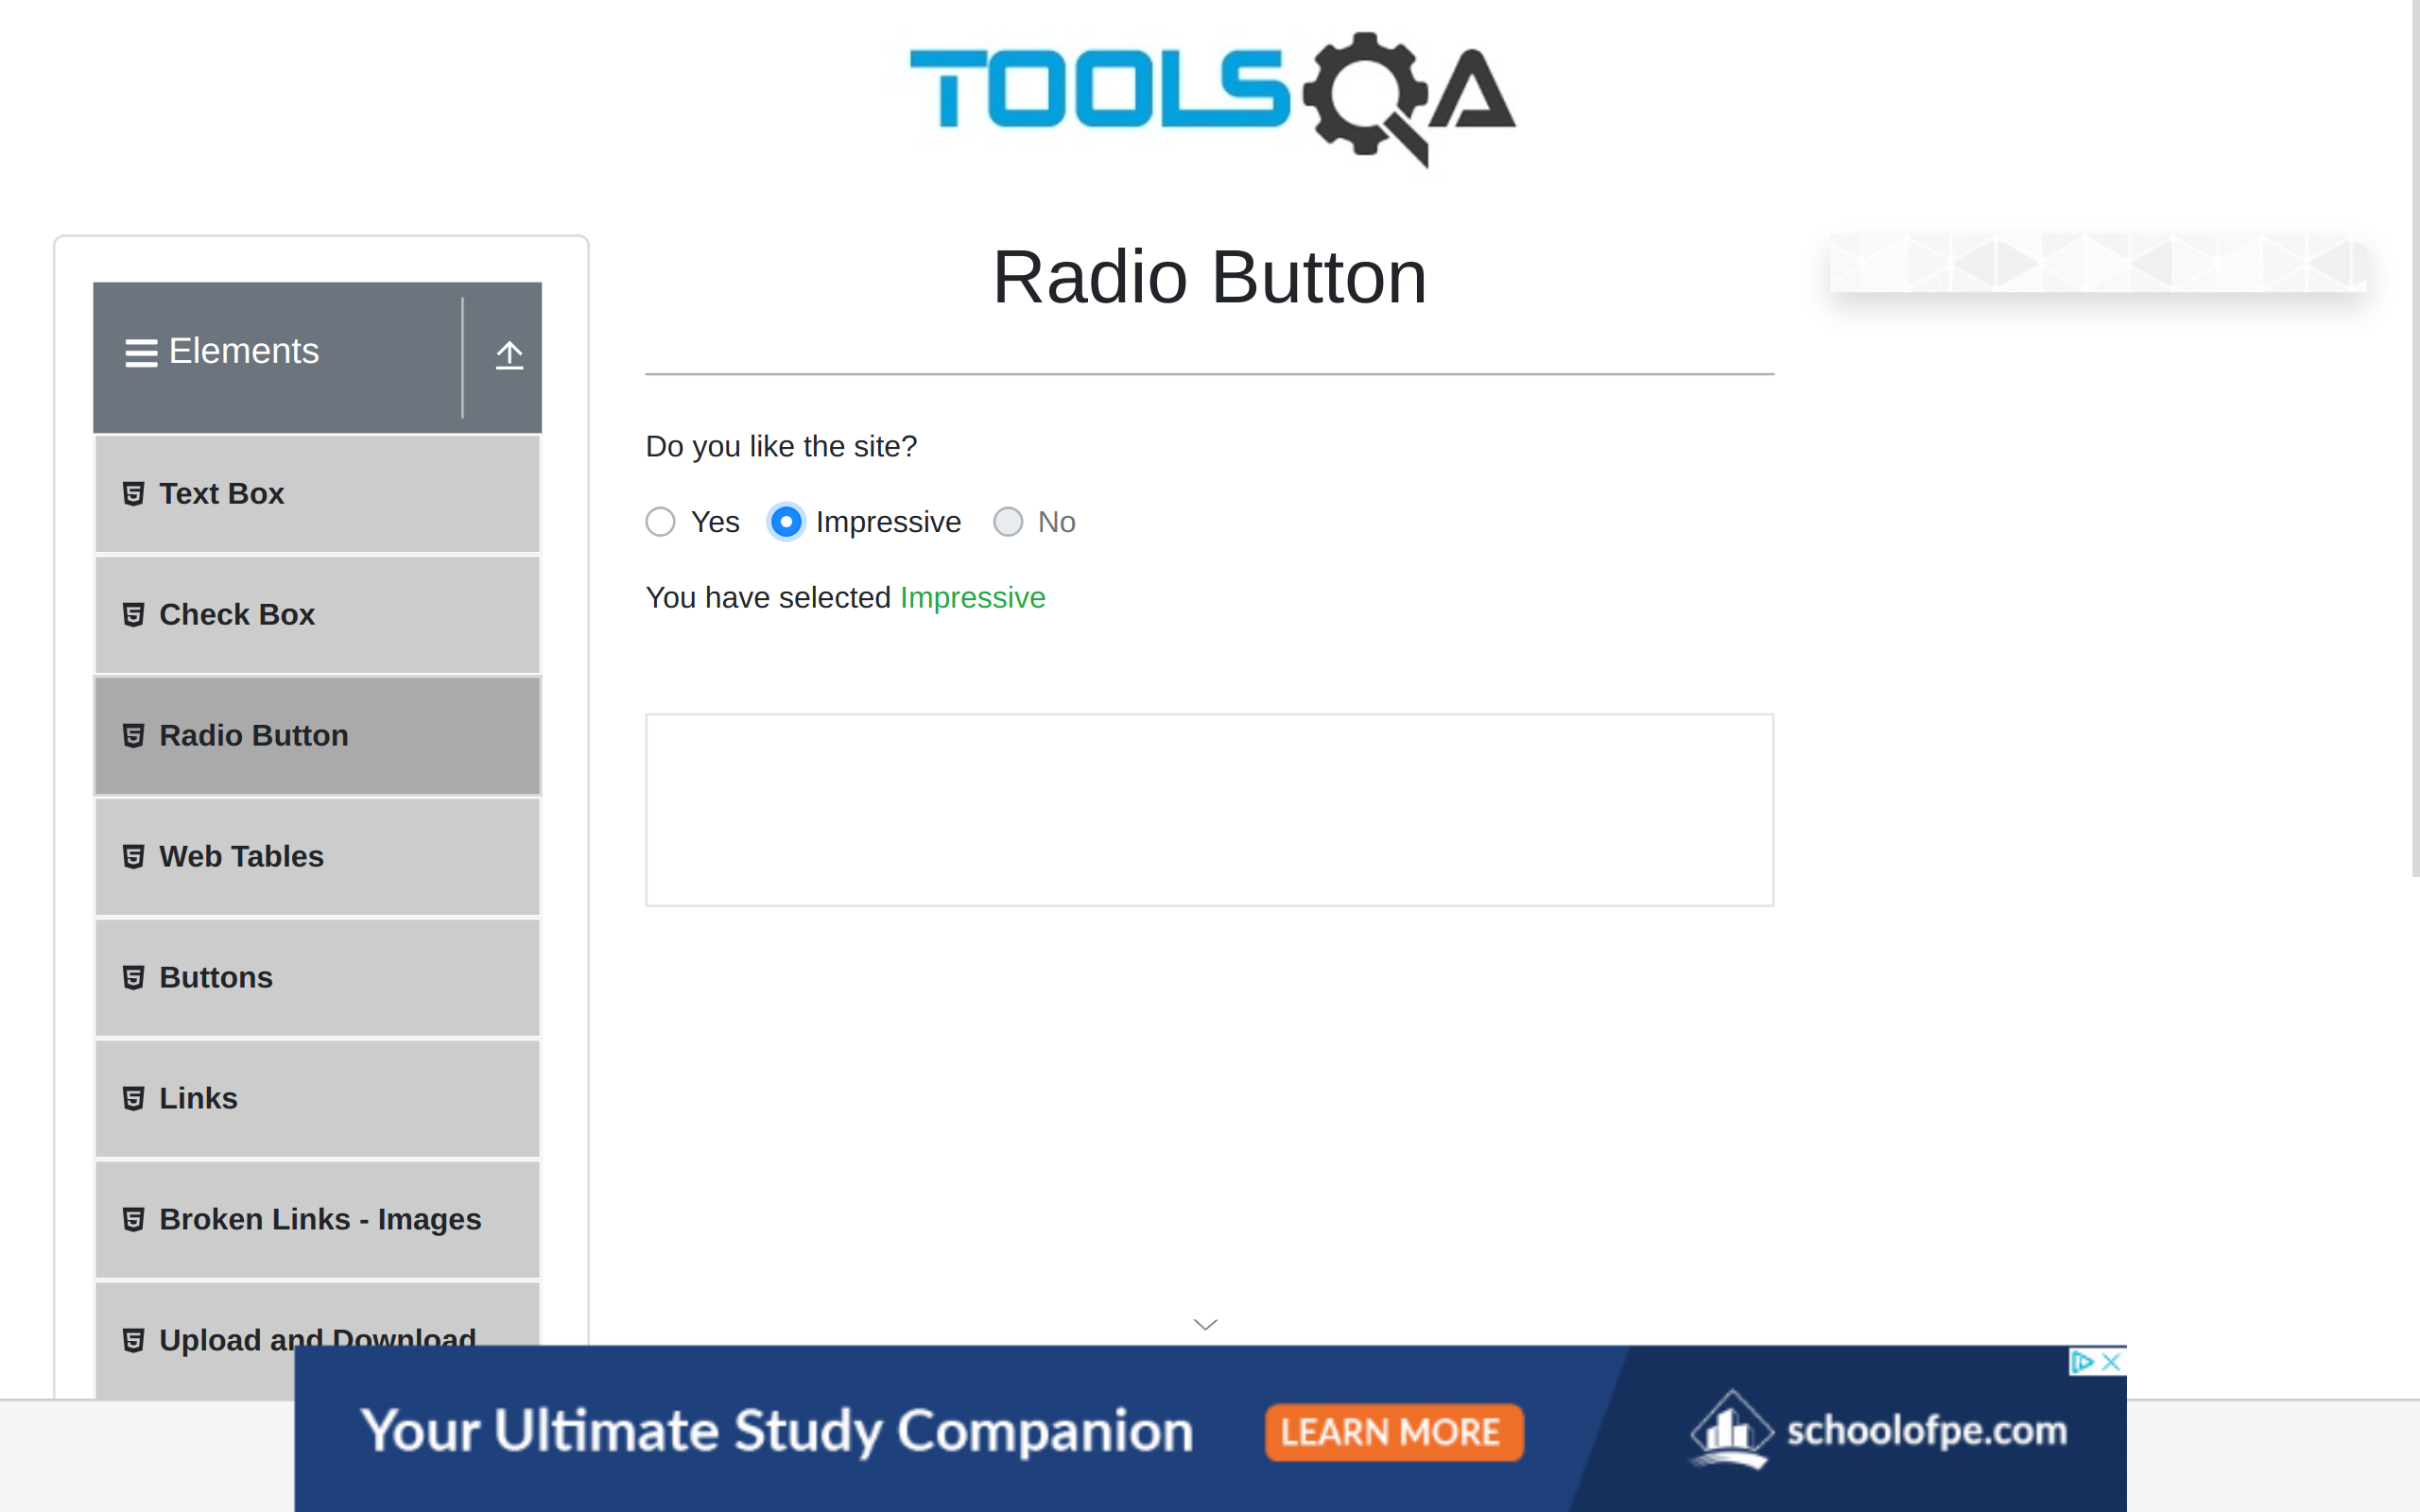 TOOLSQA
Radio Button
Elements
Text Box
Check Box
Radio Button
Web Tables
Buttons
Links
Broken Links - Images
Upload and Download
Do you like the site?
Yes Impressive No
You have selected Impressive
Your Ultimate Study Companion
LEARN MORE
schoolofpe.com